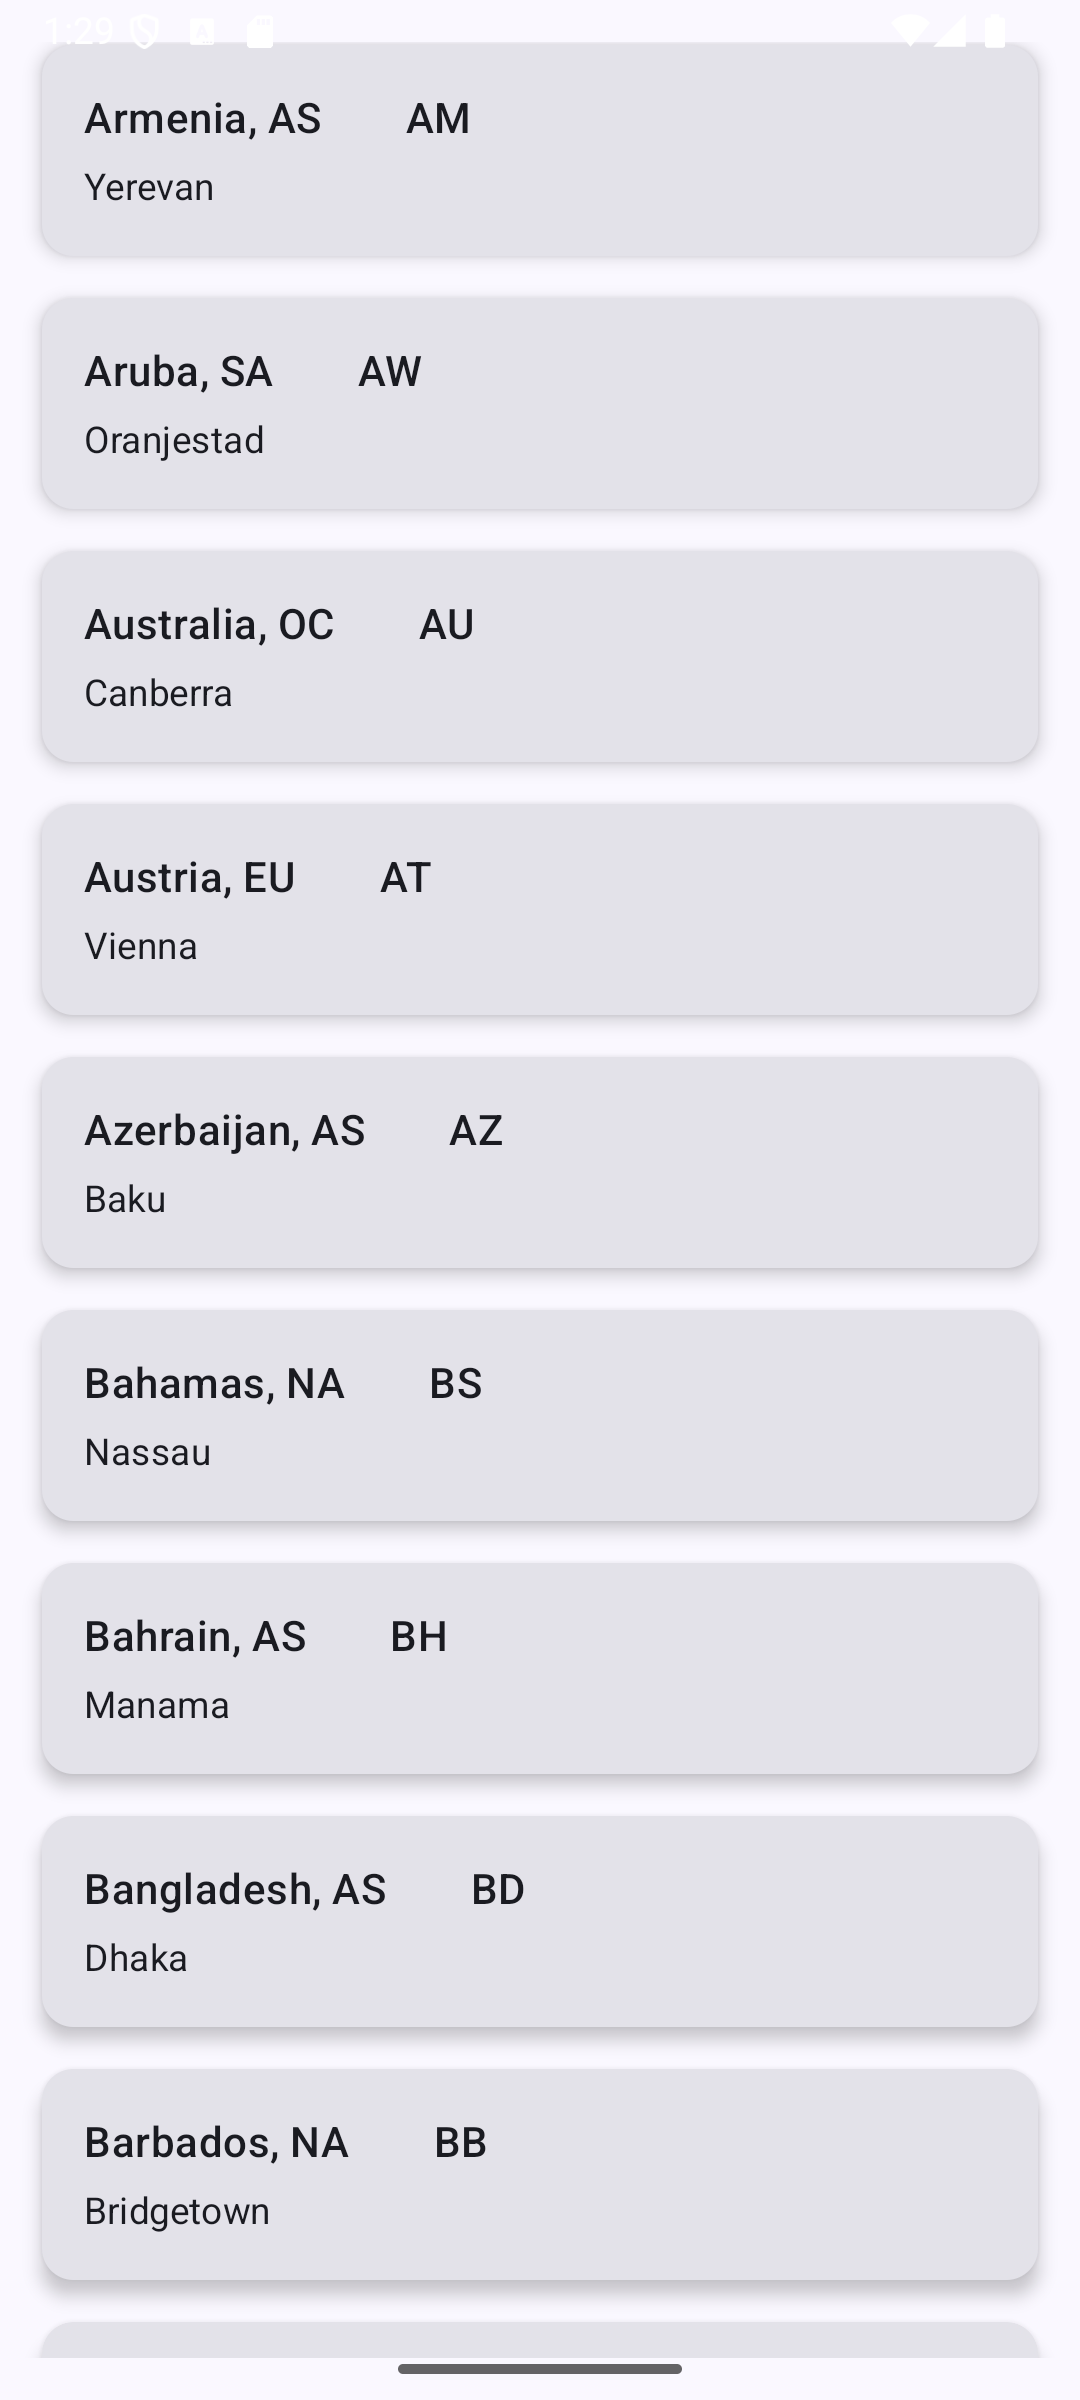 1:29
Armenia, AS AM
Yerevan
Aruba, SA AW
Oranjestad
Australia, OC AU
Canberra
Austria, EU AT
Vienna
Azerbaijan, AS AZ
Baku
Bahamas, NA BS
Nassau
Bahrain, AS BH
Manama
Bangladesh, AS BD
Dhaka
Barbados, NA BB
Bridgetown